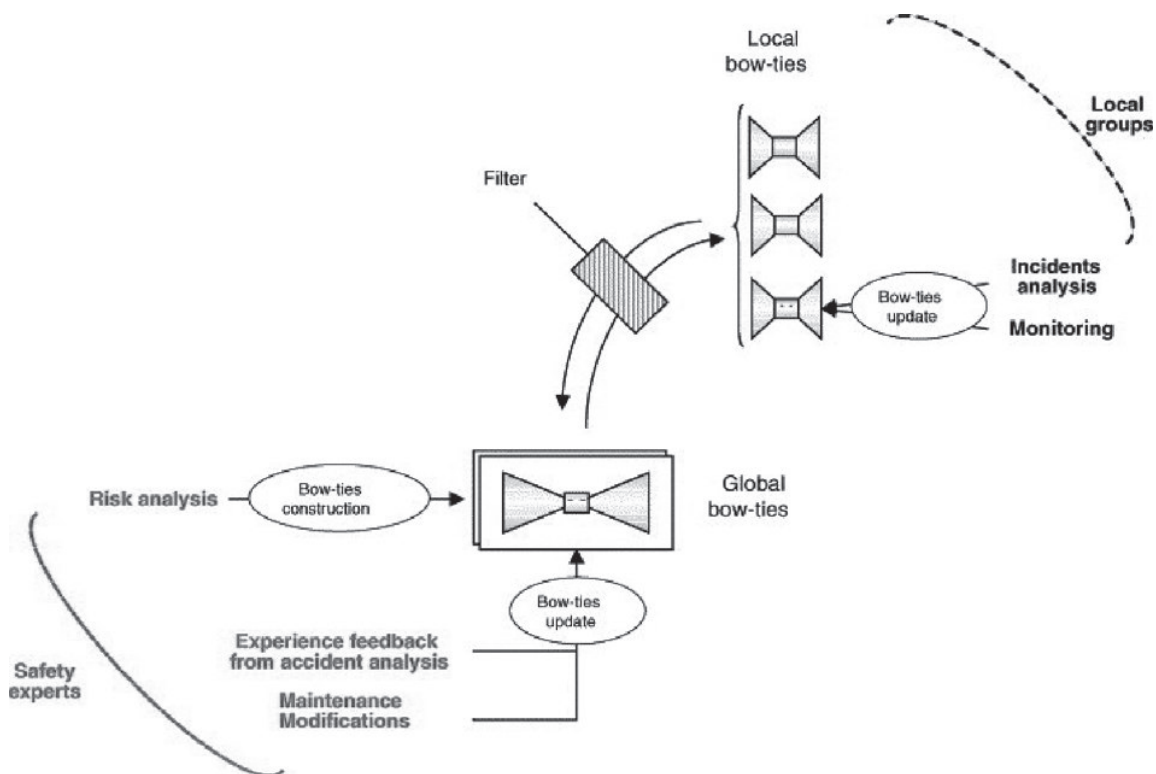 Local
bow-ties
Local
groups
Filter
Incidents
analysis
Bow-ties
update
Monitoring
Risk analysis
Bow-ties
construction
Global
bow-ties
Bow-ties
update
Experience feedback
from accident analysis
Safety
experts
Maintenance
Modifications